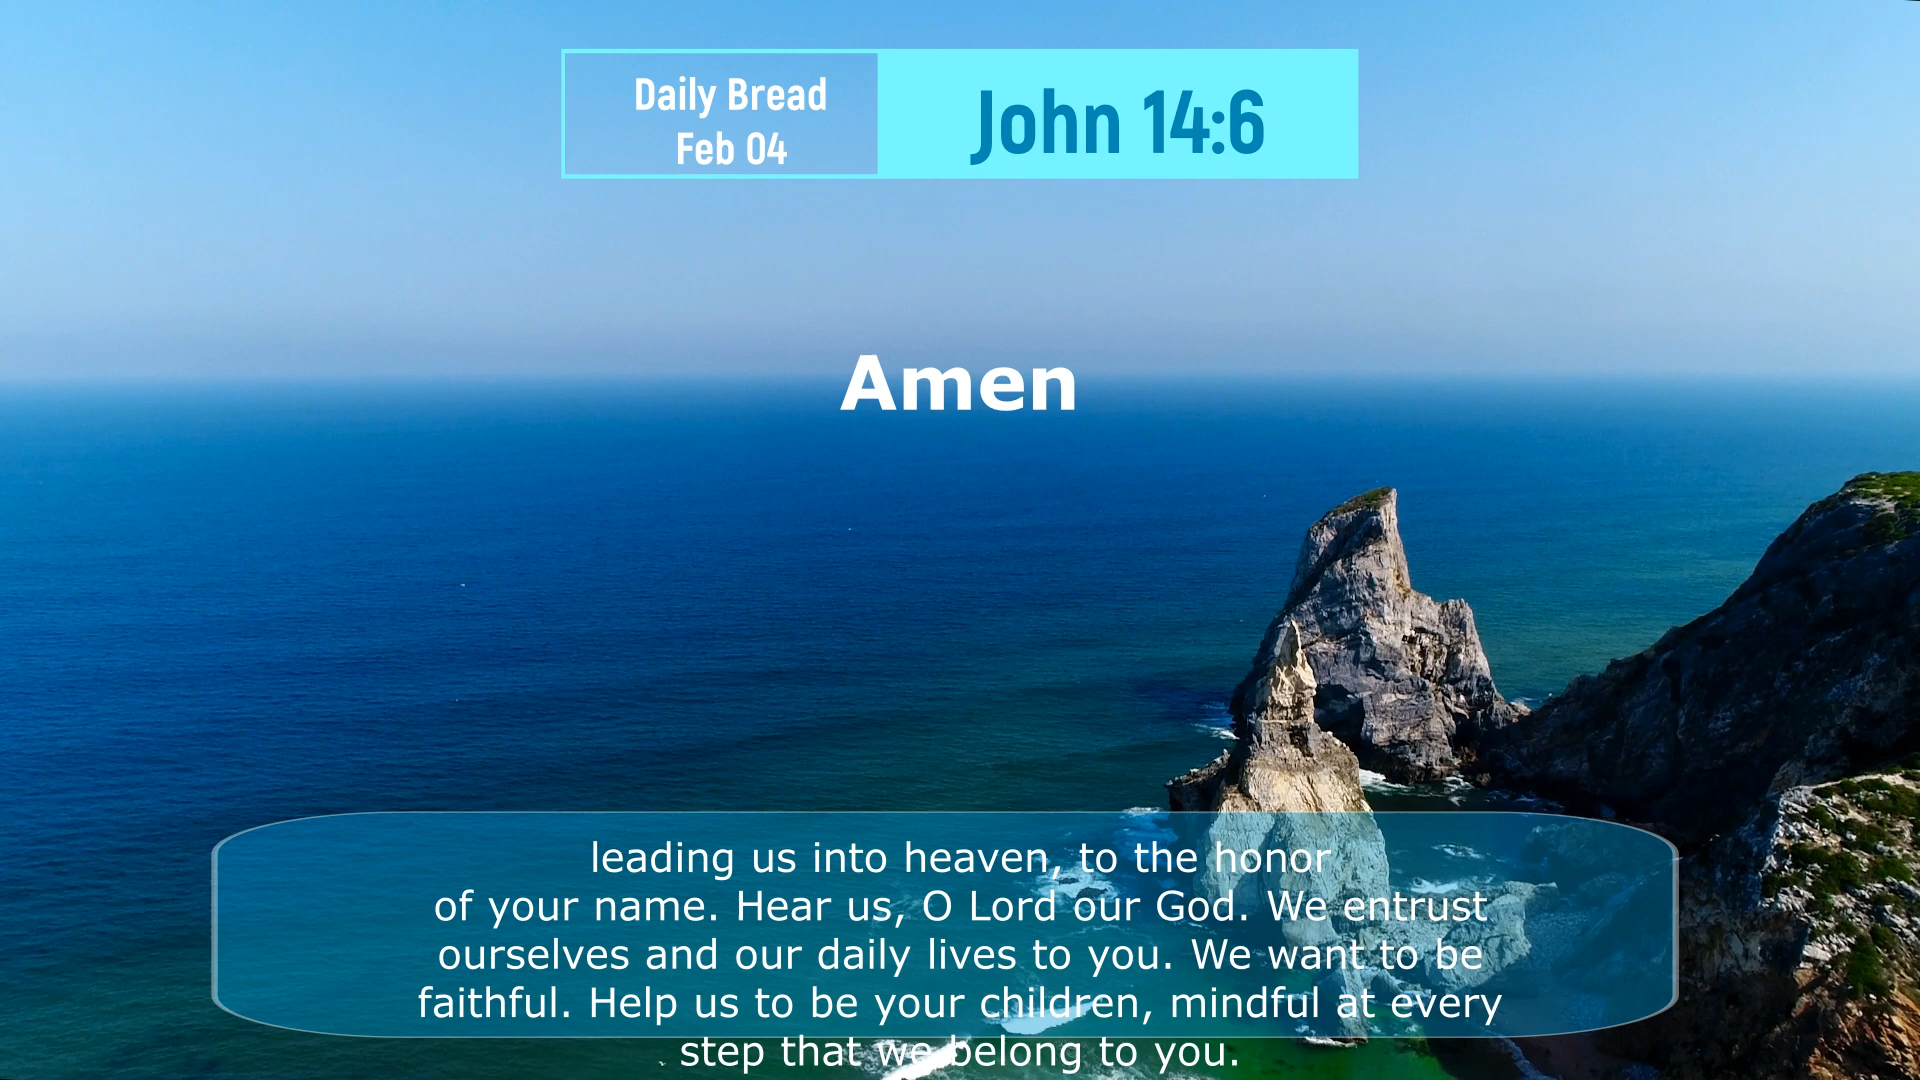 Daily Bread
Feb 04
John 14:6
Amen
leading us into heaven, to the honor
of your name. Hear us, O Lord our God. We entrust
ourselves and our daily lives to you. We want to be
faithful. Help us to be your children, mindful at every
step that we belong to you.